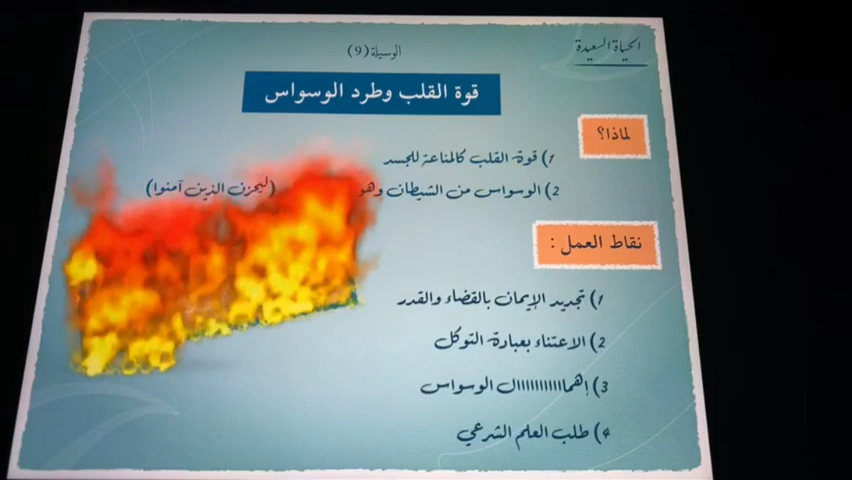 الحياة السعيدة
الوسيلة (9)
قوة القلب وطرد الوسواس
لماذا؟
1) قوة القلب كالمناعة للجسد
2) الوسواس من الشيطان وهو (ليحزن الذين آمنوا)
نقاط العمل :
1) تجديد الإيمان بالقضاء والقدر
2) الاعتناء بعبادة التوكل
3) إهمااااااااااال الوسواس
4) طلب العلم الشرعي